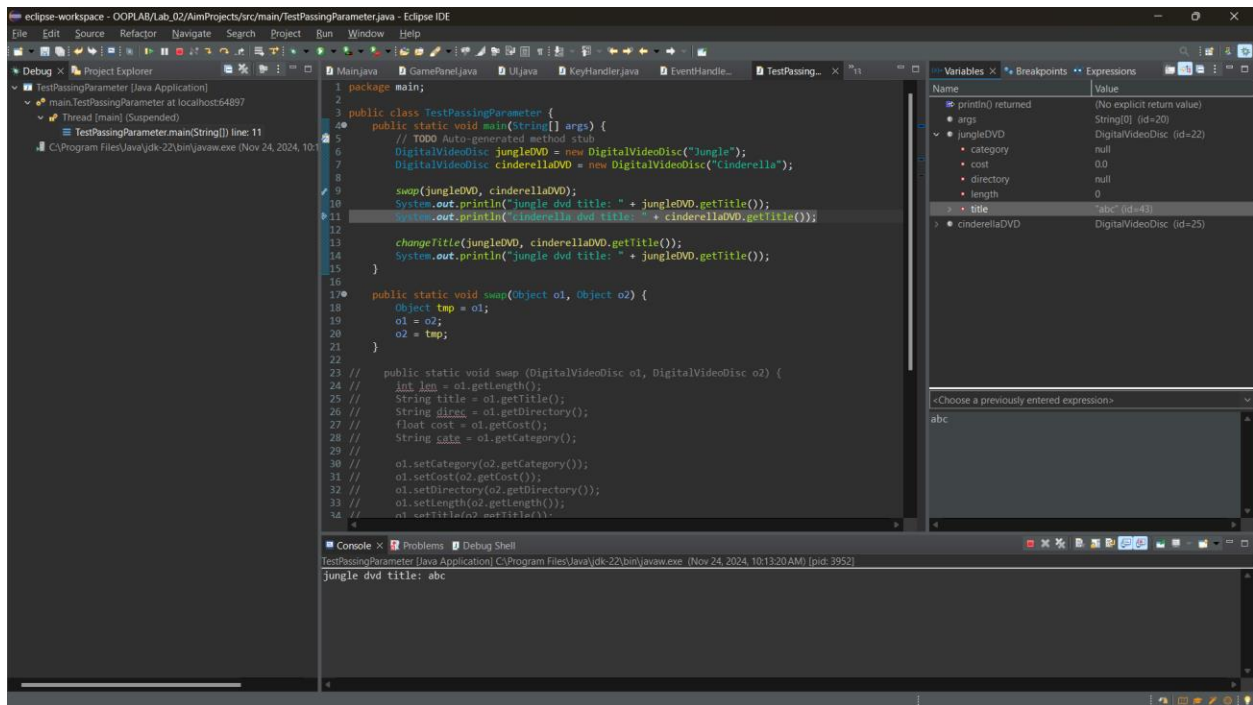 eclipse-workspace - OOPLAB/Lab_02/AimProjects/src/main/TestPassingParameter.java - Eclipse IDE
File Edit Source Refactor Navigate Search Project Run Window Help
Debug Project Explorer
TestPassingParameter [Java Application]
main.TestPassingParameter at localhost:64897
Thread [main] (Suspended)
TestPassingParameter.main(String[]) line: 11
C:\Program Files\Java\jdk-22\bin\javaw.exe (Nov 24, 2024, 10:1
Main.java GamePanel.java UI.java KeyHandler.java EventHandle... TestPassing... 11
1 package main;
2
3 public class TestPassingParameter {
4 public static void main(String[] args) {
5 // TODO Auto-generated method stub
6 DigitalVideoDisc jungleDVD = new DigitalVideoDisc("Jungle");
7 DigitalVideoDisc cinderellaDVD = new DigitalVideoDisc("Cinderella");
8
9 swap(jungleDVD, cinderellaDVD);
10 System.out.println("jungle dvd title: " + jungleDVD.getTitle());
11 System.out.println("cinderella dvd title: " + cinderellaDVD.getTitle());
12
13 changeTitle(jungleDVD, cinderellaDVD.getTitle());
14 System.out.println("jungle dvd title: " + jungleDVD.getTitle());
15 }
16
17 public static void swap(Object o1, Object o2) {
18 Object tmp = o1;
19 o1 = o2;
20 o2 = tmp;
21 }
22
23 // public static void swap (DigitalVideoDisc o1, DigitalVideoDisc o2) {
24 // int len = o1.getLength();
25 // String title = o1.getTitle();
26 // String direc = o1.getDirectory();
27 // float cost = o1.getCost();
28 // String cate = o1.getCategory();
29 //
30 // o1.setCategory(o2.getCategory());
31 // o1.setCost(o2.getCost());
32 // o1.setDirectory(o2.getDirectory());
33 // o1.setLength(o2.getLength());
34 // o1.setTitle(o2.getTitle());
Variables Breakpoints Expressions
Name Value
println() returned (No explicit return value)
args String[0] (id=20)
jungleDVD DigitalVideoDisc (id=22)
category null
cost 0.0
directory null
length 0
title "abc" (id=43)
cinderellaDVD DigitalVideoDisc (id=25)
<Choose a previously entered expression>
abc
Console Problems Debug Shell
TestPassingParameter [Java Application] C:\Program Files\Java\jdk-22\bin\javaw.exe (Nov 24, 2024, 10:13:20 AM) [pid: 3952]
jungle dvd title: abc